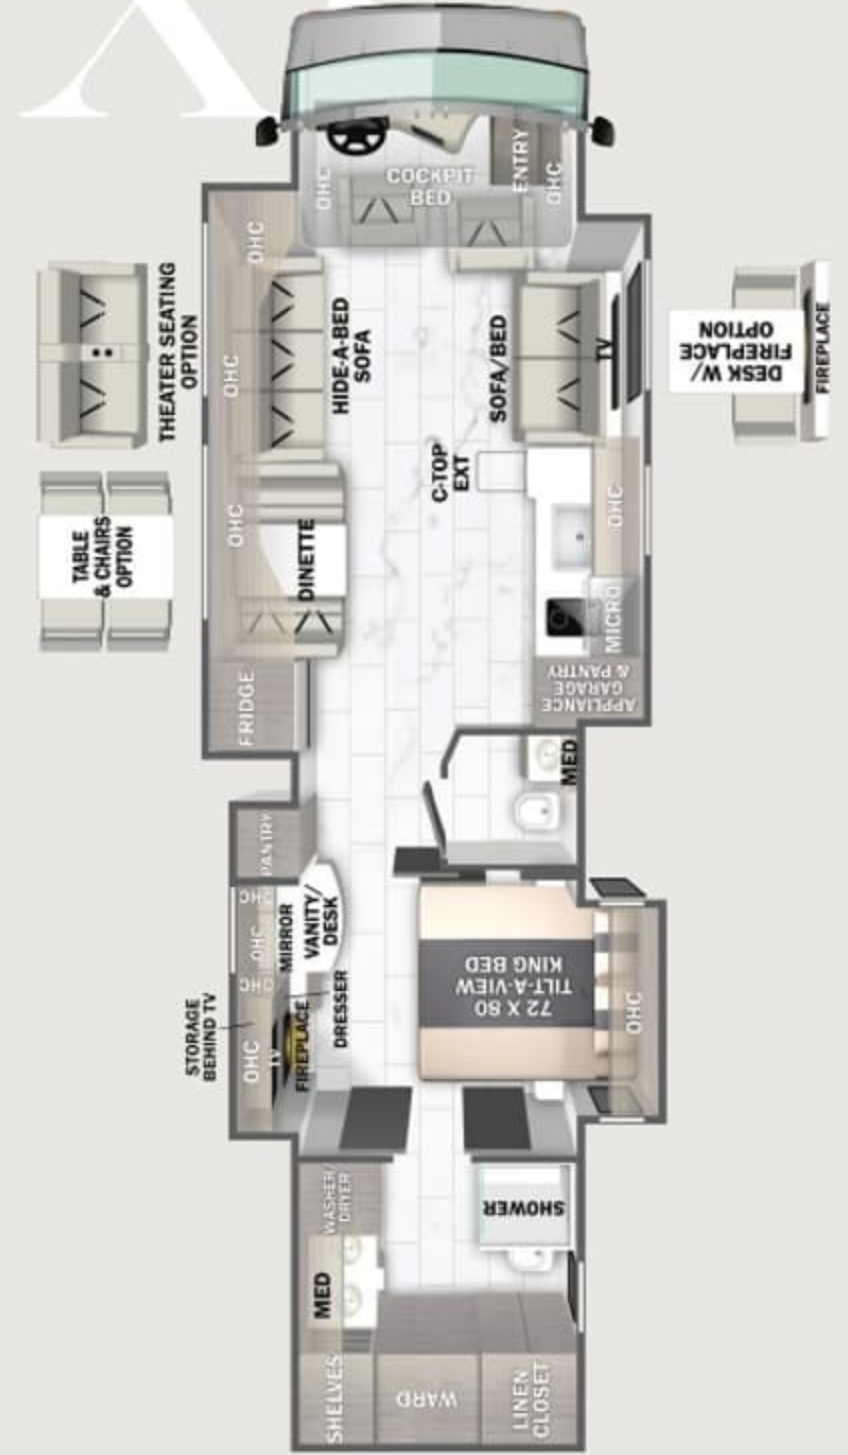 OHC
COCKPIT
BED
ENTRY
OHC
OHC
THEATER SEATING
OPTION
OHC
HIDE-A-BED
SOFA
SOFA/BED
TV
DESK W/
FIREPLACE
OPTION
FIREPLACE
TABLE
& CHAIRS
OPTION
OHC
DINETTE
C-TOP
EXT
OHC
MICRO
APPLIANCE
GARAGE
& PANTRY
FRIDGE
MED
PANTRY
OHC
OHC
OHC
MIRROR
VANITY/
DESK
STORAGE
BEHIND TV
OHC
TV
FIREPLACE
DRESSER
72 X 80
TILT-A-VIEW
KING BED
OHC
WASHER/
DRYER
MED
SHOWER
SHELVES
WARD
LINEN
CLOSET